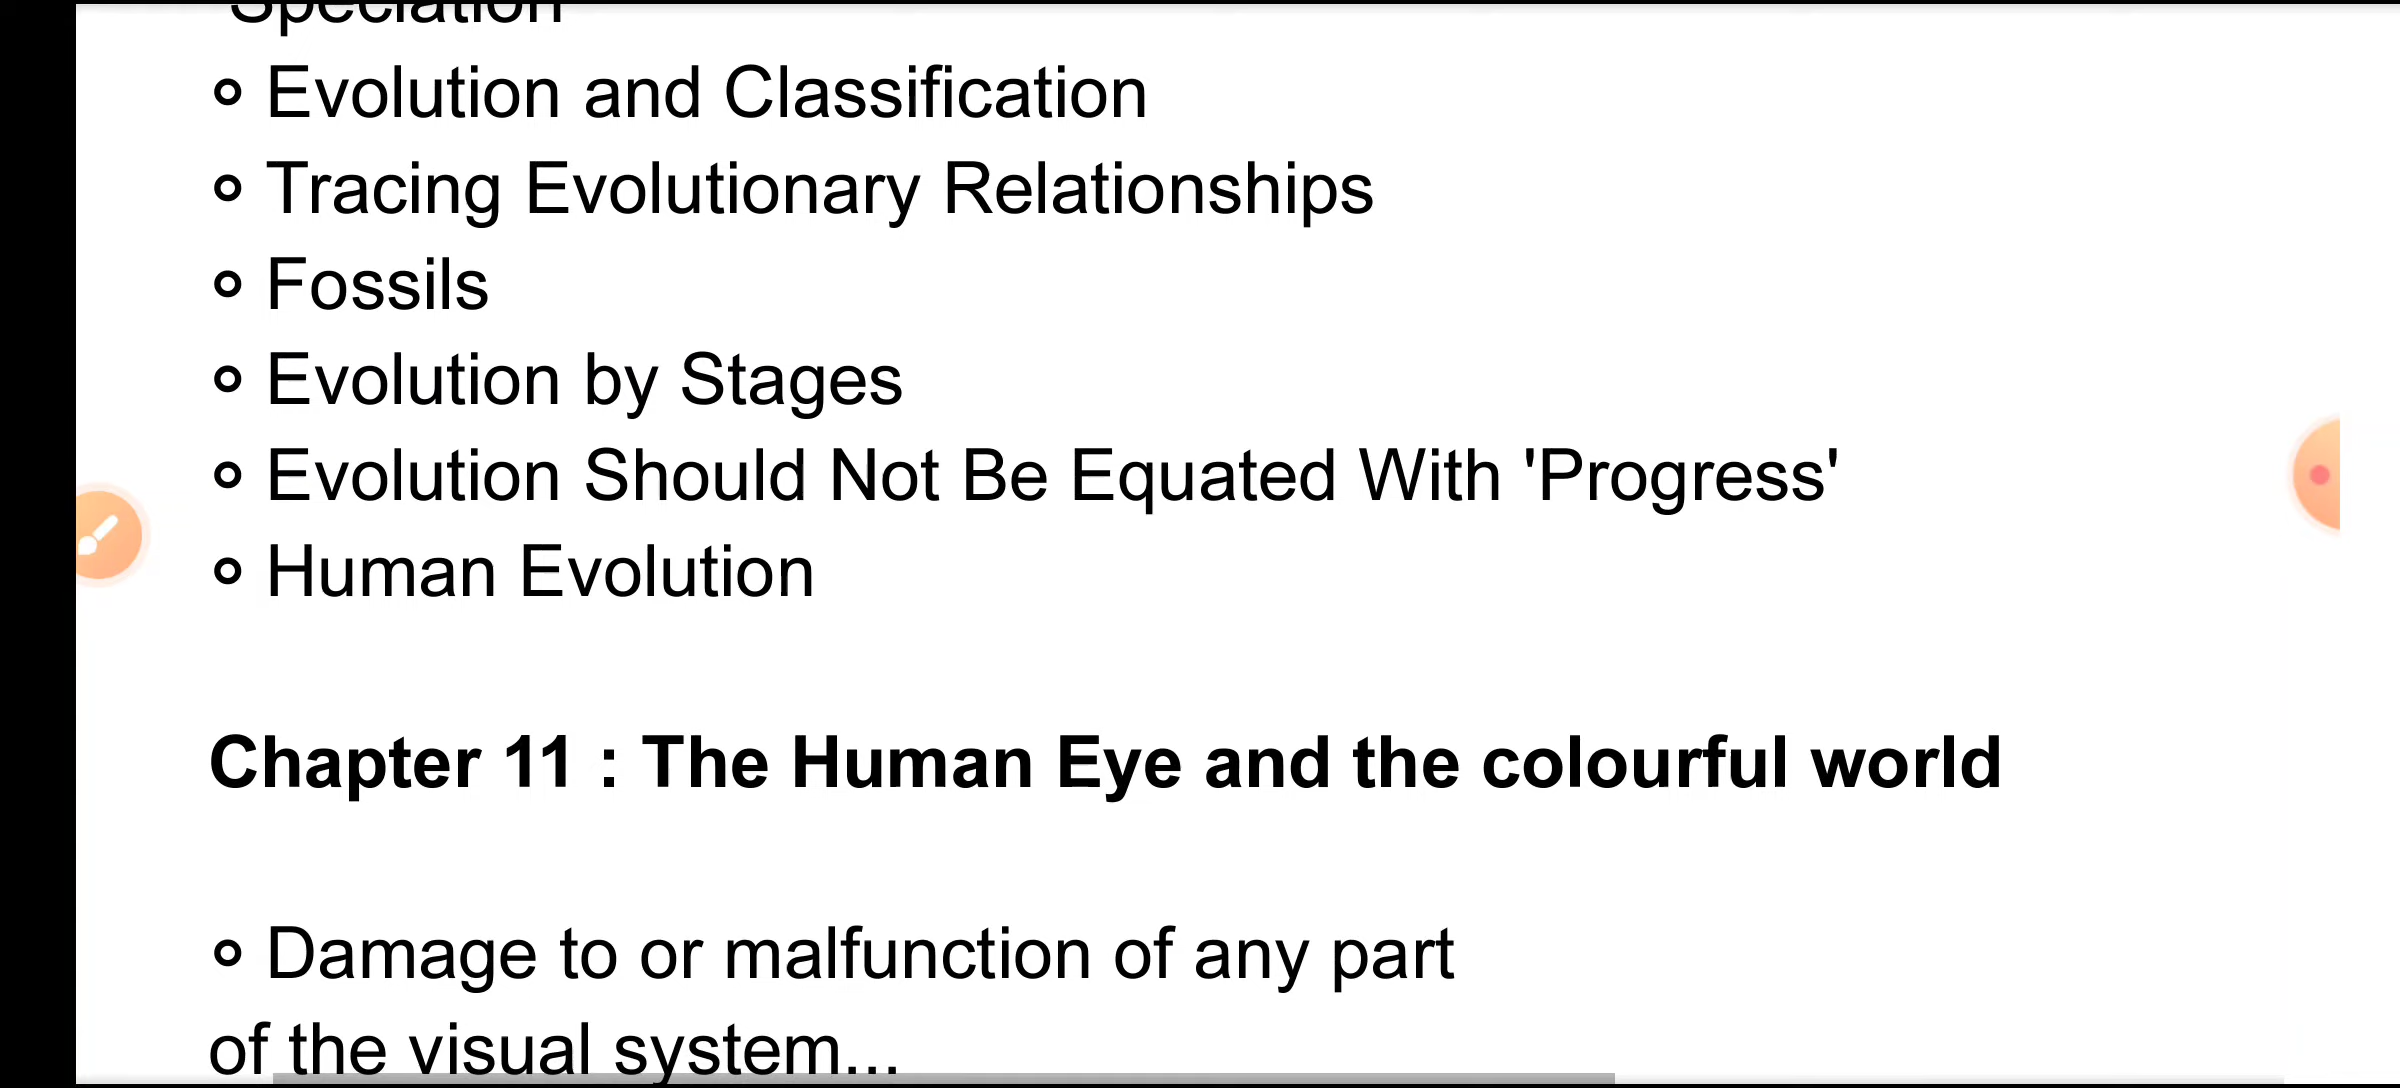 Speciation
∘ Evolution and Classification
∘ Tracing Evolutionary Relationships
∘ Fossils
∘ Evolution by Stages
∘ Evolution Should Not Be Equated With 'Progress'
∘ Human Evolution
Chapter 11 : The Human Eye and the colourful world
∘ Damage to or malfunction of any part
of the visual system...